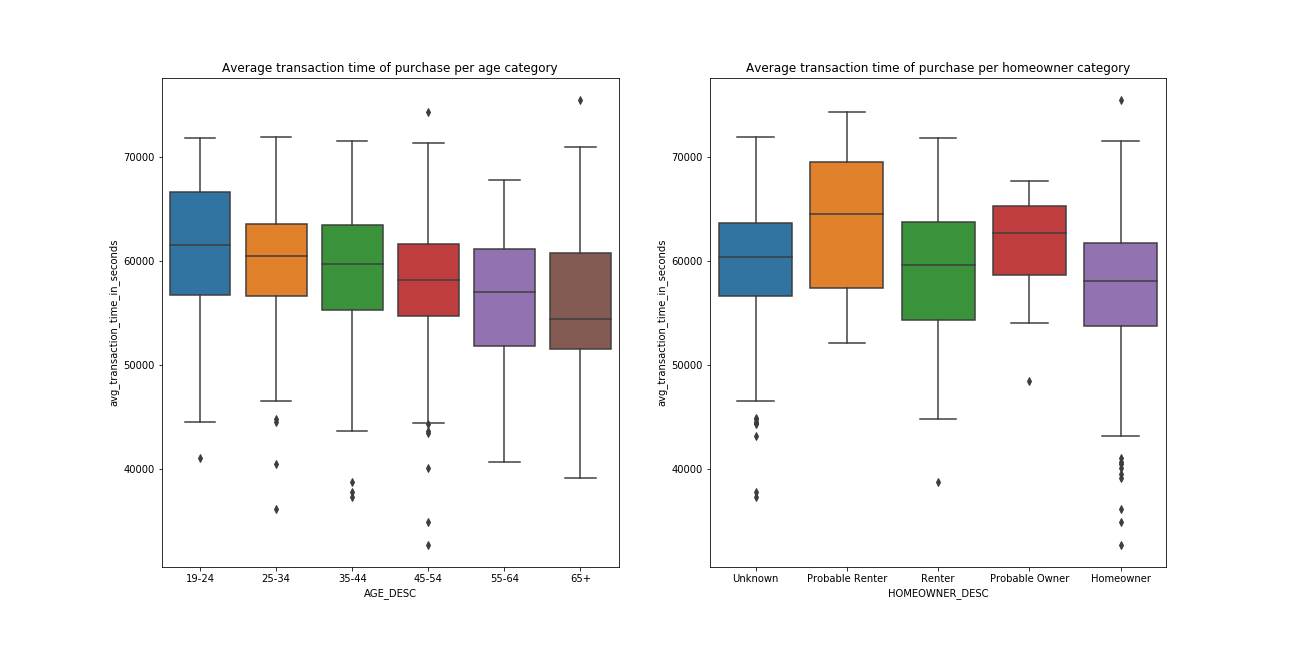 Average transaction time of purchase per age category
avg_transaction_time_in_seconds
70000
60000
50000
40000
19-24 25-34 35-44 45-54 55-64 65+
AGE_DESC
Average transaction time of purchase per homeowner category
avg_transaction_time_in_seconds
70000
60000
50000
40000
Unknown Probable Renter Renter Probable Owner Homeowner
HOMEOWNER_DESC